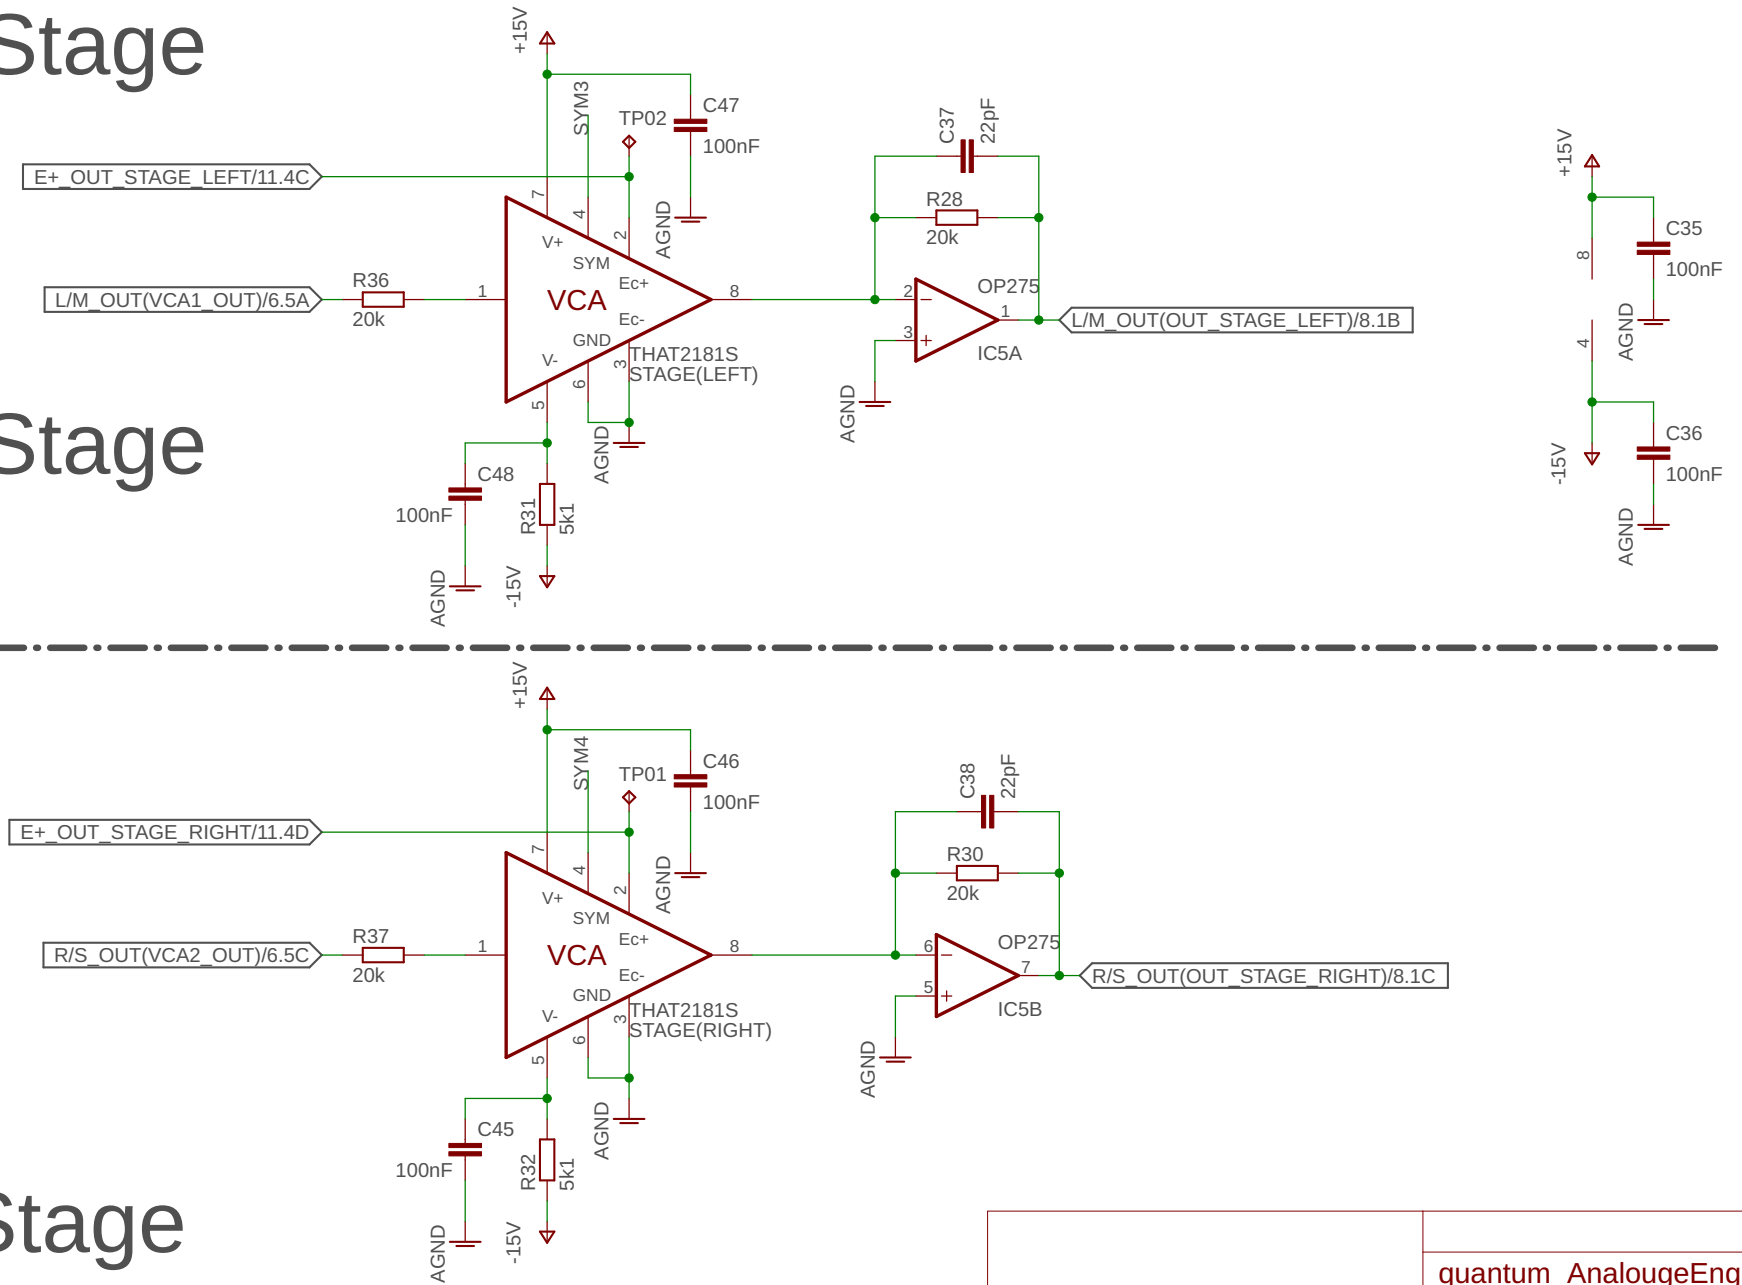 Stage
+15V
SYM3
TP02
C47
100nF
E+_OUT_STAGE_LEFT/11.4C
7
4
2
AGND
V+
SYM
Ec+
L/M_OUT(VCA1_OUT)/6.5A
R36
20k
1
VCA
8
Ec-
GND
V-
THAT2181S
STAGE(LEFT)
3
6
5
AGND
C48
100nF
R31
5k1
AGND
-15V
C37
22pF
R28
20k
OP275
2
3
1
IC5A
AGND
L/M_OUT(OUT_STAGE_LEFT)/8.1B
+15V
C35
100nF
8
AGND
4
C36
100nF
-15V
AGND
Stage
+15V
SYM4
TP01
C46
100nF
E+_OUT_STAGE_RIGHT/11.4D
7
4
2
AGND
V+
SYM
Ec+
R/S_OUT(VCA2_OUT)/6.5C
R37
20k
1
VCA
8
Ec-
GND
V-
THAT2181S
STAGE(RIGHT)
3
6
5
AGND
C45
100nF
R32
5k1
AGND
-15V
C38
22pF
R30
20k
OP275
6
5
7
IC5B
AGND
R/S_OUT(OUT_STAGE_RIGHT)/8.1C
Stage
quantum_AnalougeEng